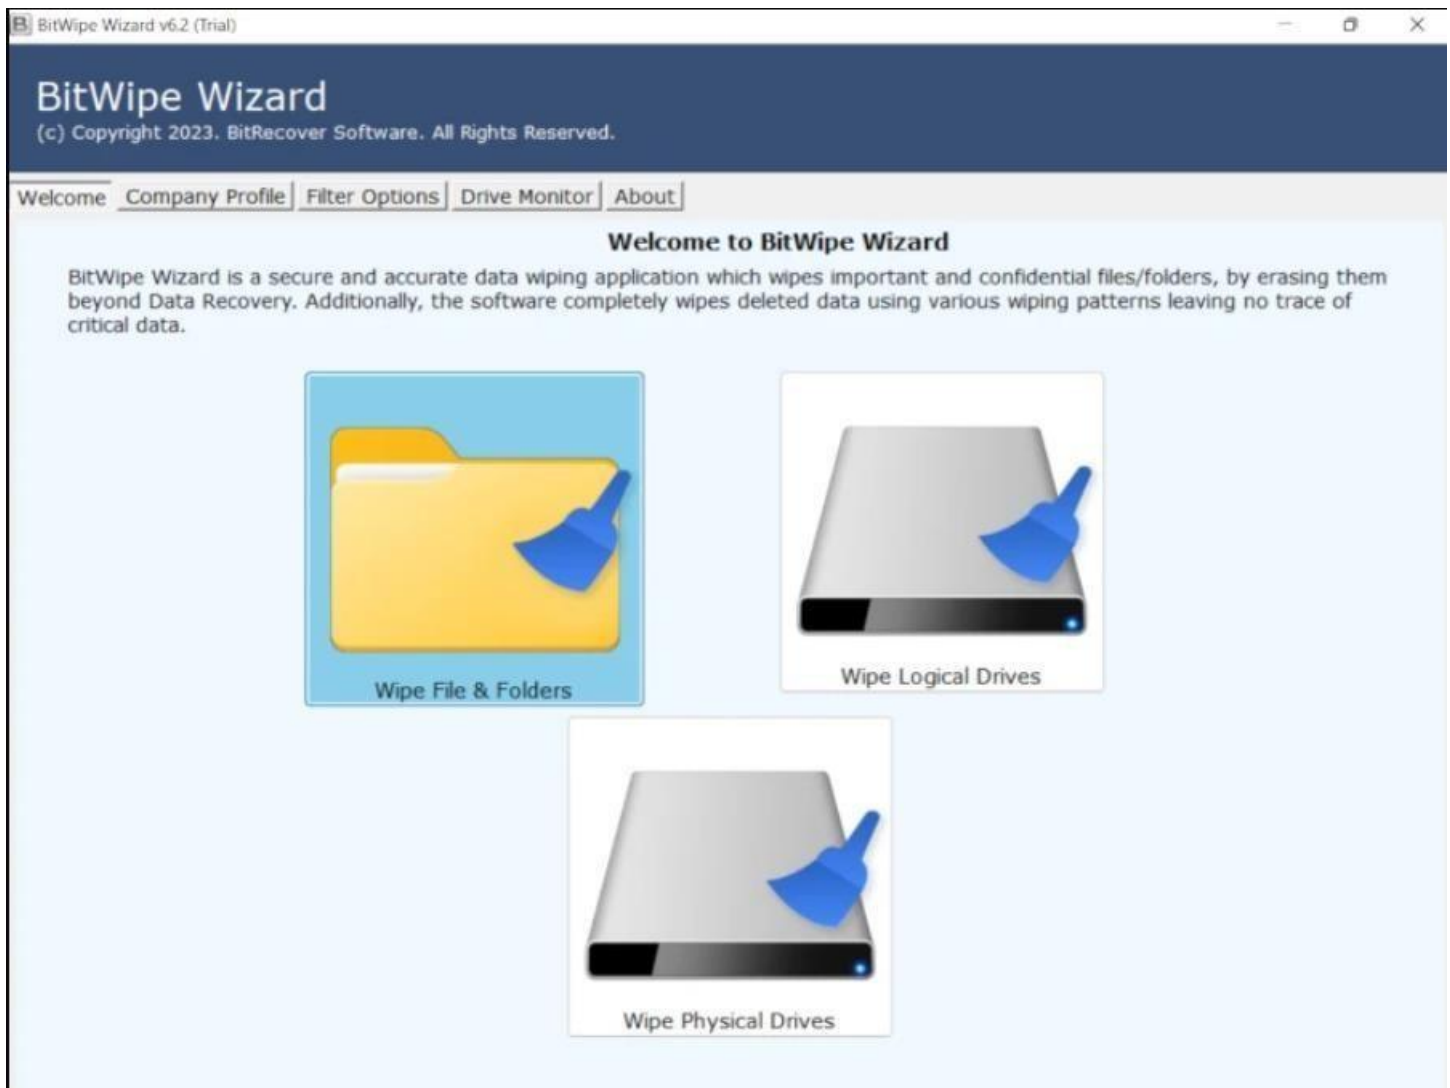 BitWipe Wizard v6.2 (Trial)
BitWipe Wizard
(c) Copyright 2023. BitRecover Software. All Rights Reserved.
Welcome Company Profile Filter Options Drive Monitor About
Welcome to BitWipe Wizard
BitWipe Wizard is a secure and accurate data wiping application which wipes important and confidential files/folders, by erasing them
beyond Data Recovery. Additionally, the software completely wipes deleted data using various wiping patterns leaving no trace of
critical data.
Wipe File & Folders
Wipe Logical Drives
Wipe Physical Drives